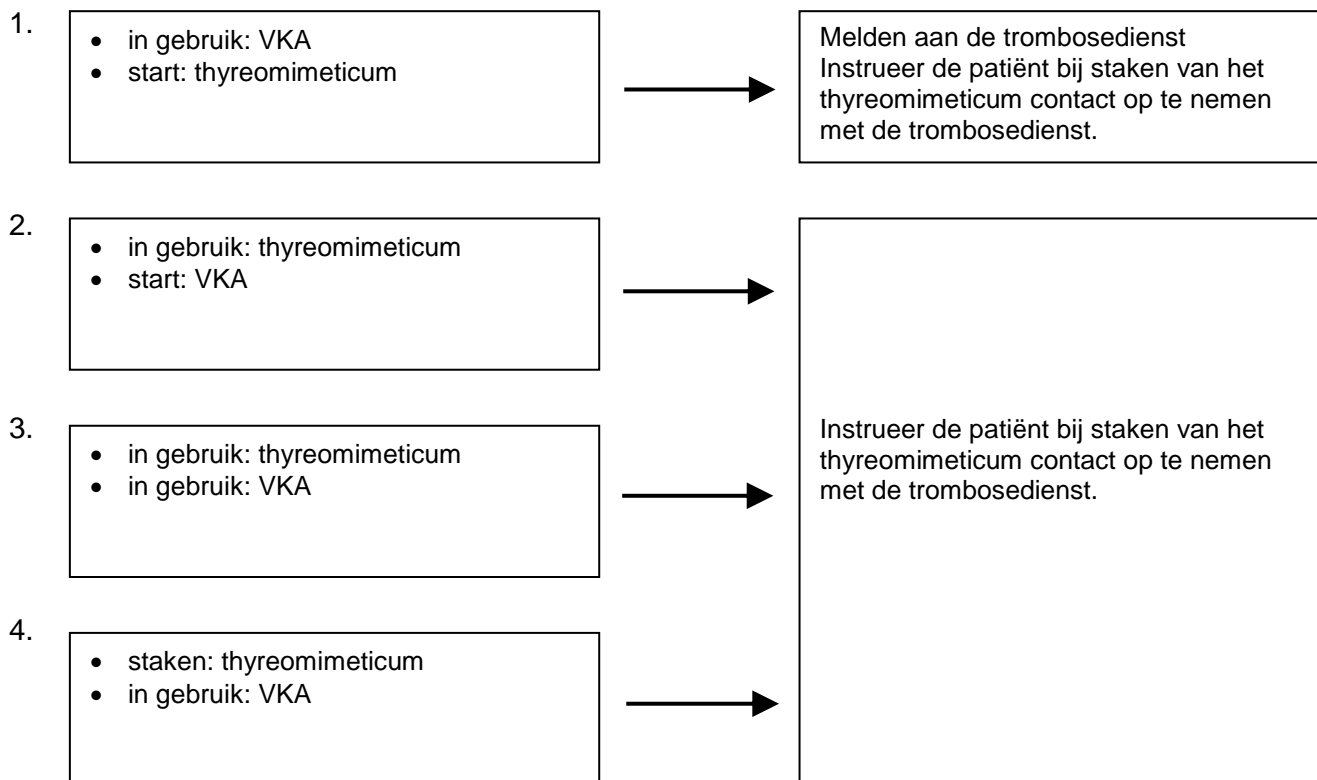 1.
• in gebruik: VKA
• start: thyreomimeticum
Melden aan de trombosedienst
Instrueer de patiënt bij staken van het
thyreomimeticum contact op te nemen
met de trombosedienst.
2.
• in gebruik: thyreomimeticum
• start: VKA
3.
• in gebruik: thyreomimeticum
• in gebruik: VKA
Instrueer de patiënt bij staken van het
thyreomimeticum contact op te nemen
met de trombosedienst.
4.
• staken: thyreomimeticum
• in gebruik: VKA